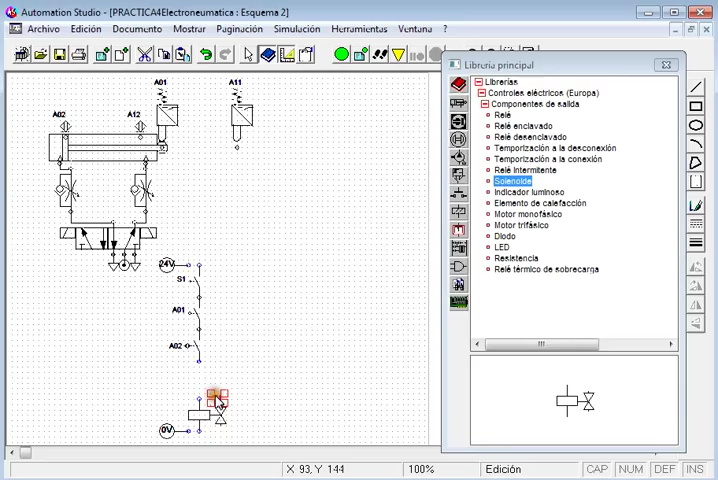 Automation Studio - [PRACTICA4Electroneumatica : Esquema 2]
Archivo Edición Documento Mostrar Paginación Simulación Herramientas Ventana ?
Librería principal
Librerías
Controles eléctricos (Europa)
Componentes de salida
Relé
Relé enclavado
Relé desenclavado
Temporización a la desconexión
Temporización a la conexión
Relé intermitente
Solenoide
Indicador luminoso
Elemento de calefacción
Motor monofásico
Motor trifásico
Diodo
LED
Resistencia
Relé térmico de sobrecarga
A01 A11
A02 A12
24V
S1
A01
A02
0V
X 93, Y 144 100% Edición CAP NUM DEF INS